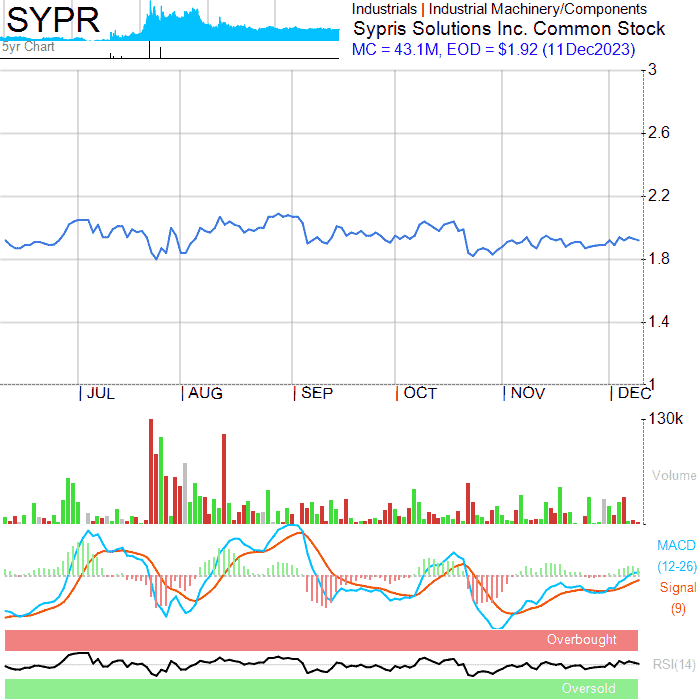 SYPR
5yr Chart
Industrials | Industrial Machinery/Components
Sypris Solutions Inc. Common Stock
MC = 43.1M, EOD = $1.92 (11Dec2023)
3
2.6
2.2
1.8
1.4
1
JUL AUG SEP OCT NOV DEC
130k
Volume
MACD
(12-26)
Signal
(9)
Overbought
RSI(14)
Oversold